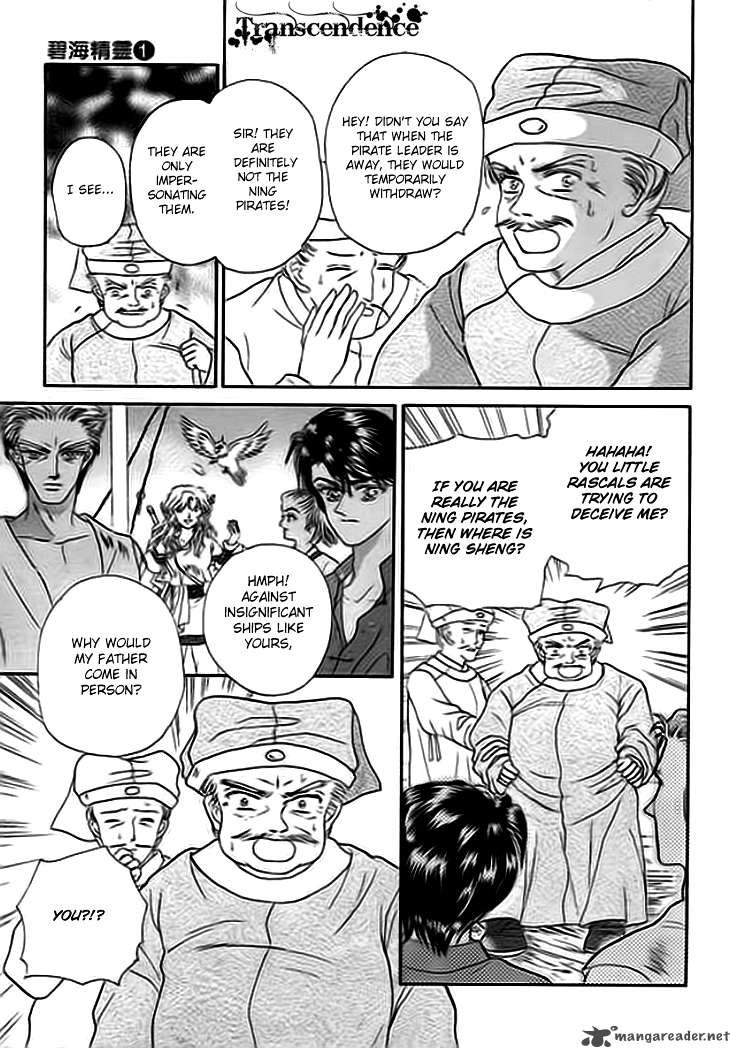 Transcendence
碧海精靈1
HEY! DIDN'T YOU SAY
THAT WHEN THE
PIRATE LEADER
IS AWAY, THEY WOULD
TEMPORARILY
WITHDRAW?
SIR! THEY
ARE
DEFINITELY
NOT THE
NING
PIRATES!
THEY ARE
ONLY
IMPER-
SONATING
THEM.
I SEE...
HAHAHA!
YOU LITTLE
RASCALS ARE
TRYING TO
DECEIVE ME?
IF YOU ARE
REALLY THE
NING PIRATES,
THEN WHERE IS
NING SHENG?
HMPH!
AGAINST
INSIGNIFICANT
SHIPS LIKE
YOURS,
WHY WOULD
MY FATHER
COME IN
PERSON?
YOU?!?
mangareader.net